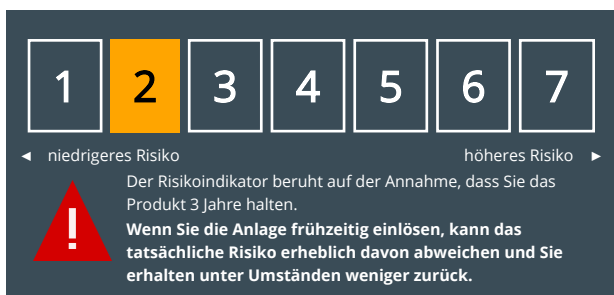 1 2 3 4 5 6 7
◄ niedrigeres Risiko höheres Risiko ►
Der Risikoindikator beruht auf der Annahme, dass Sie das
Produkt 3 Jahre halten.
Wenn Sie die Anlage frühzeitig einlösen, kann das
tatsächliche Risiko erheblich davon abweichen und Sie
erhalten unter Umständen weniger zurück.
!